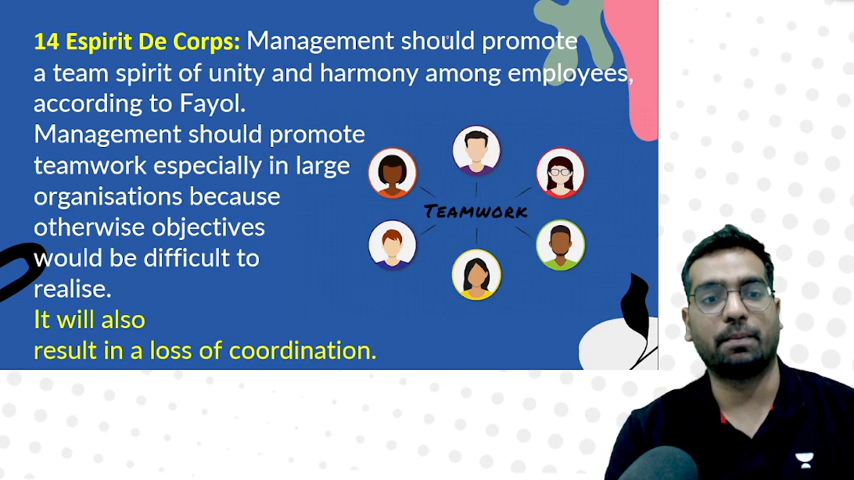 14 Espirit De Corps: Management should promote
a team spirit of unity and harmony among employees,
according to Fayol.
Management should promote
teamwork especially in large
organisations because
otherwise objectives
would be difficult to
realise.
It will also
result in a loss of coordination.
TEAMWORK